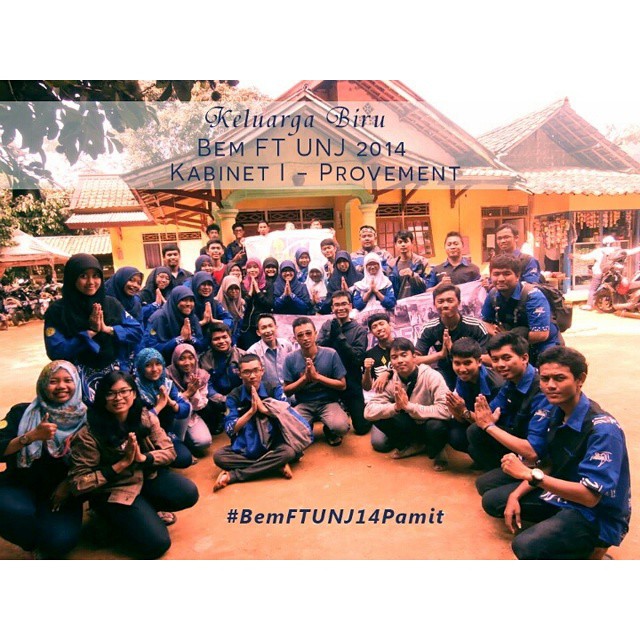 Keluarga Biru
Bem FT UNJ 2014
Kabinet I - Provement
#BemFTUNJ14Pamit